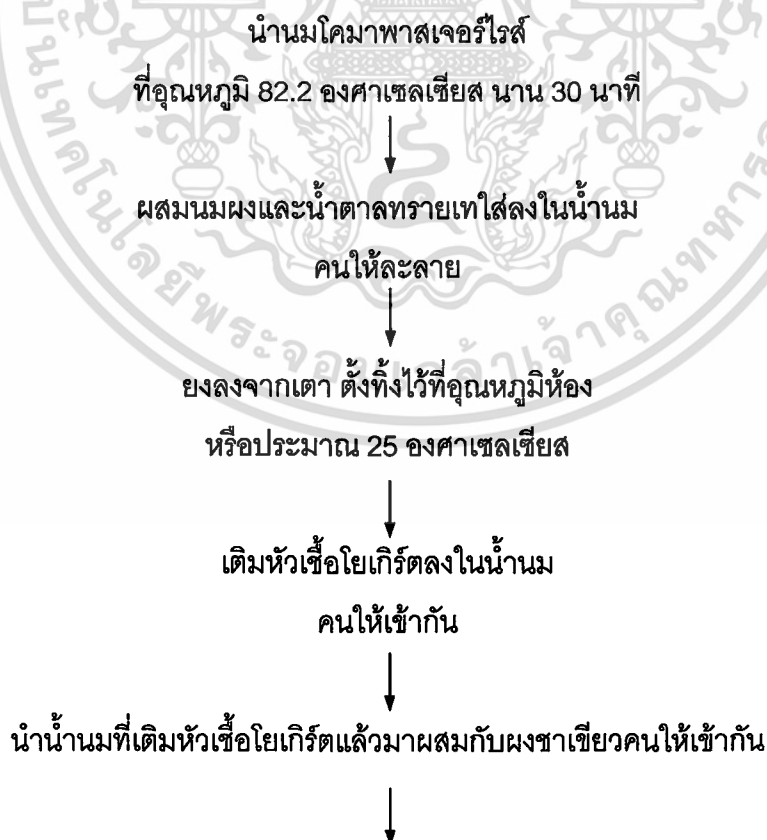 นำนมโคมาพาสเจอร์ไรส์
ที่อุณหภูมิ 82.2 องศาเซลเซียส นาน 30 นาที
ผสมนมผงและน้ำตาลทรายเทใส่ลงในน้ำนม
คนให้ละลาย
ยงลงจากเตา ตั้งทิ้งไว้ที่อุณหภูมิห้อง
หรือประมาณ 25 องศาเซลเซียส
เติมหัวเชื้อโยเกิร์ตลงในน้ำนม
คนให้เข้ากัน
นำน้ำนมที่เติมหัวเชื้อโยเกิร์ตแล้วมาผสมกับผงชาเขียวคนให้เข้ากัน